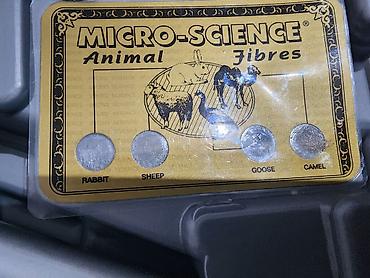 MICRO-SCIENCE®
Animal Fibres
RABBIT SHEEP GOOSE CAMEL